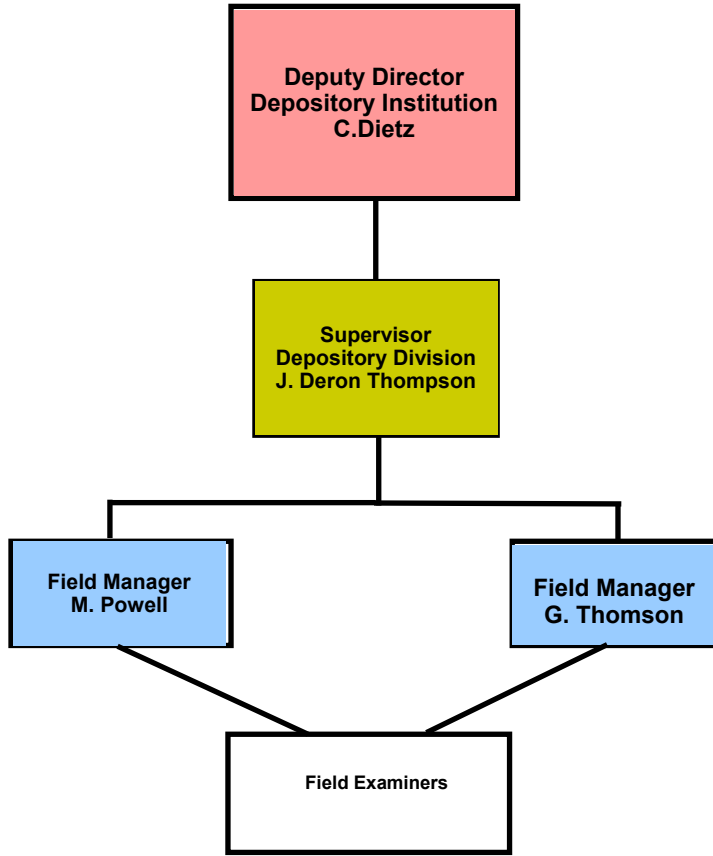 Deputy Director
Depository Institution
C.Dietz
Supervisor
Depository Division
J. Deron Thompson
Field Manager
M. Powell
Field Manager
G. Thomson
Field Examiners